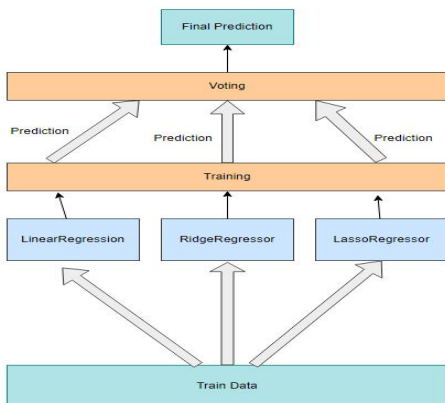 Final Prediction
Voting
Prediction
Prediction
Prediction
Training
LinearRegression
RidgeRegressor
LassoRegressor
Train Data